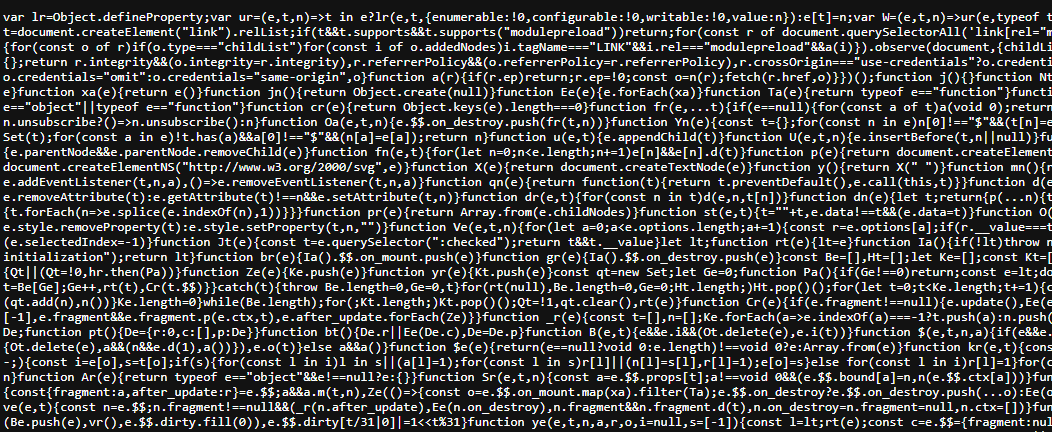 var lr=Object.defineProperty;var ur=(e,t,n)=>t in e?lr(e,t,{enumerable:!0,configurable:!0,writable:!0,value:n}):e[t]=n;var W=(e,t,n)=>ur(e,typeof t
t=document.createElement("link").relList;if(t&&t.supports&&t.supports("modulepreload"))return;for(const r of document.querySelectorAll('link[rel="mo
{for(const o of r)if(o.type==="childList")for(const i of o.addedNodes)i.tagName==="LINK"&&i.rel==="modulepreload"&&a(i)}).observe(document,{childLi
{};return r.integrity&&(o.integrity=r.integrity),r.referrerPolicy&&(o.referrerPolicy=r.referrerPolicy),r.crossOrigin==="use-credentials"?o.c
o.credentials="omit":o.credentials="same-origin",o}function a(r){if(r.ep)return;r.ep=!0;const o=n(r);fetch(r.href,o)}})();function j(){}function Nt
e}function xa(e){return e()}function jn(){return Object.create(null)}function Ee(e){e.forEach(xa)}function Ta(e){return typeof e=="function"}functi
e=="object"||typeof e=="function"}function cr(e){return Object.keys(e).length===0}function fr(e,...t){if(e==null){for(const a of t)a(void 0);return
n.unsubscribe?()=>n.unsubscribe():n}function Oa(e,t,n){e.$$.on_destroy.push(fr(t,n))}function Yn(e){const t={};for(const n in e)n[0]!=="$"&&(t[n]=e
Set(t);for(const a in e)!t.has(a)&&a[0]!=="$"&&(n[a]=e[a]);return n}function u(e,t){e.appendChild(t)}function U(e,t,n){e.insertBefore(t,n||null)}fu
{e.parentNode&&e.parentNode.removeChild(e)}function fn(e,t){for(let n=0;n<e.length;n+=1)e[n]&&e[n].d(t)}function p(e){return document.createElement
document.createElementNS("http://www.w3.org/2000/svg",e)}function X(e){return document.createTextNode(e)}function y(){return X(" ")}function mn(){r
e.addEventListener(t,n,a),()=>e.removeEventListener(t,n,a)}function qn(e){return function(t){return t.preventDefault(),e.call(this,t)}}function d(e
e.removeAttribute(t):e.getAttribute(t)!==n&&e.setAttribute(t,n)}function dr(e,t){for(const n in t)d(e,n,t[n])}function dn(e){let t;return{p(...n){t
{t.forEach(n=>e.splice(e.indexOf(n),1))}}}function pr(e){return Array.from(e.childNodes)}function st(e,t){t=""+t,e.data!==t&&(e.data=t)}function O(
e.style.removeProperty(t):e.style.setProperty(t,n,"")}function Ve(e,t,n){for(let a=0;a<e.options.length;a+=1){const r=e.options[a];if(r.__value===t
(e.selectedIndex=-1)}function Jt(e){const t=e.querySelector(":checked");return t&&t.__value}let lt;function rt(e){lt=e}function Ia(){if(!lt)throw n
initialization");return lt}function br(e){Ia().$$.on_mount.push(e)}function gr(e){Ia().$$.on_destroy.push(e)}const Be=[],Ht=[];let Ke=[];const Kt=[
{Qt||(Qt=!0,hr.then(Pa))}function Ze(e){Ke.push(e)}function yr(e){Kt.push(e)}const qt=new Set;let Ge=0;function Pa(){if(Ge!==0)return;const e=lt;do
t=Be[Ge];Ge++,rt(t),Cr(t.$$)}}catch(t){throw Be.length=0,Ge=0,t}for(rt(null),Be.length=0,Ge=0;Ht.length;)Ht.pop()();for(let t=0;t<Ke.length;t+=1){c
(qt.add(n),n())}Ke.length=0}while(Be.length);for(;Kt.length;)Kt.pop()();Qt=!1,qt.clear(),rt(e)}function Cr(e){if(e.fragment!==null){e.update(),Ee(e
[-1],e.fragment&&e.fragment.p(e.ctx,t),e.after_update.forEach(Ze)}}function _r(e){const t=[],n=[];Ke.forEach(a=>e.indexOf(a)===-1?t.push(a):n.push(
De;function pt(){De={r:0,c:[],p:De}}function bt(){De.r||Ee(De.c),De=De.p}function B(e,t){e&&e.i&&(Ot.delete(e),e.i(t))}function $(e,t,n,a){if(e&&e.
{Ot.delete(e),a&&(n&&e.d(1),a())}),e.o(t)}else a&&a()}function $e(e){return(e==null?void 0:e.length)!==void 0?e:Array.from(e)}function kr(e,t){cons
-;){const i=e[o],s=t[o];if(s){for(const l in i)l in s||(a[l]=1);for(const l in s)r[l]||(n[l]=s[l],r[l]=1);e[o]=s}else for(const l in i)r[l]=1}for(c
n}function Ar(e){return typeof e=="object"&&e!==null?e:{}}function Sr(e,t,n){const a=e.$$.props[t];a!==void 0&&(e.$$.bound[a]=n,n(e.$$.ctx[a]))}fun
{const{fragment:a,after_update:r}=e.$$;a&&a.m(t,n),Ze(()=>{const o=e.$$.on_mount.map(xa).filter(Ta);e.$$.on_destroy?e.$$.on_destroy.push(...o):Ee(o
ve(e,t){const n=e.$$;n.fragment!==null&&(_r(n.after_update),Ee(n.on_destroy),n.fragment&&n.fragment.d(t),n.on_destroy=n.fragment=null,n.ctx=[])}fun
(Be.push(e),vr(),e.$$.dirty.fill(0)),e.$$.dirty[t/31|0]|=1<<t%31}function ye(e,t,n,a,r,o,i=null,s=[-1]){const l=lt;rt(e);const c=e.$$={fragment:nul